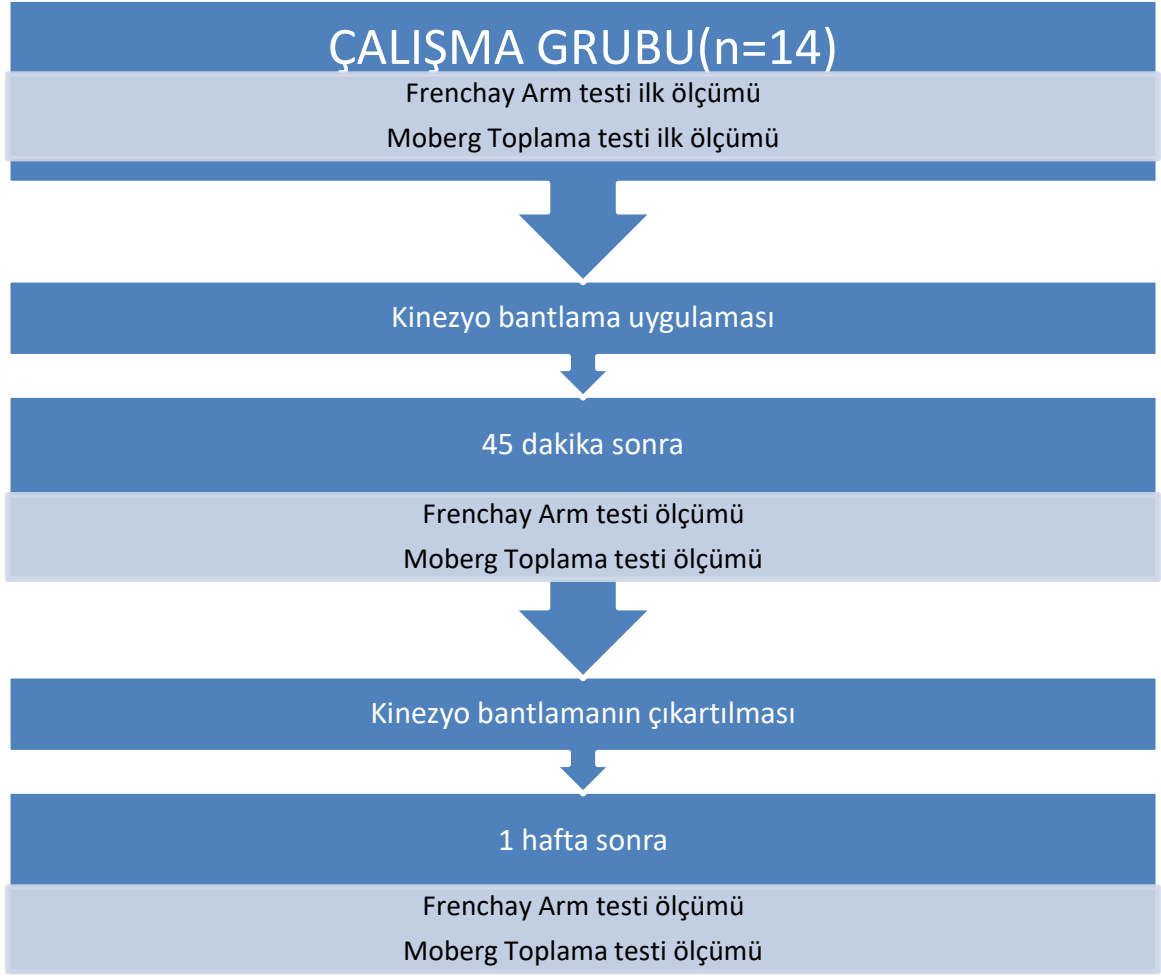 ÇALIŞMA GRUBU(n=14)
Frenchay Arm testi ilk ölçümü
Moberg Toplama testi ilk ölçümü
Kinezyo bantlama uygulaması
45 dakika sonra
Frenchay Arm testi ölçümü
Moberg Toplama testi ölçümü
Kinezyo bantlamanın çıkartılması
1 hafta sonra
Frenchay Arm testi ölçümü
Moberg Toplama testi ölçümü